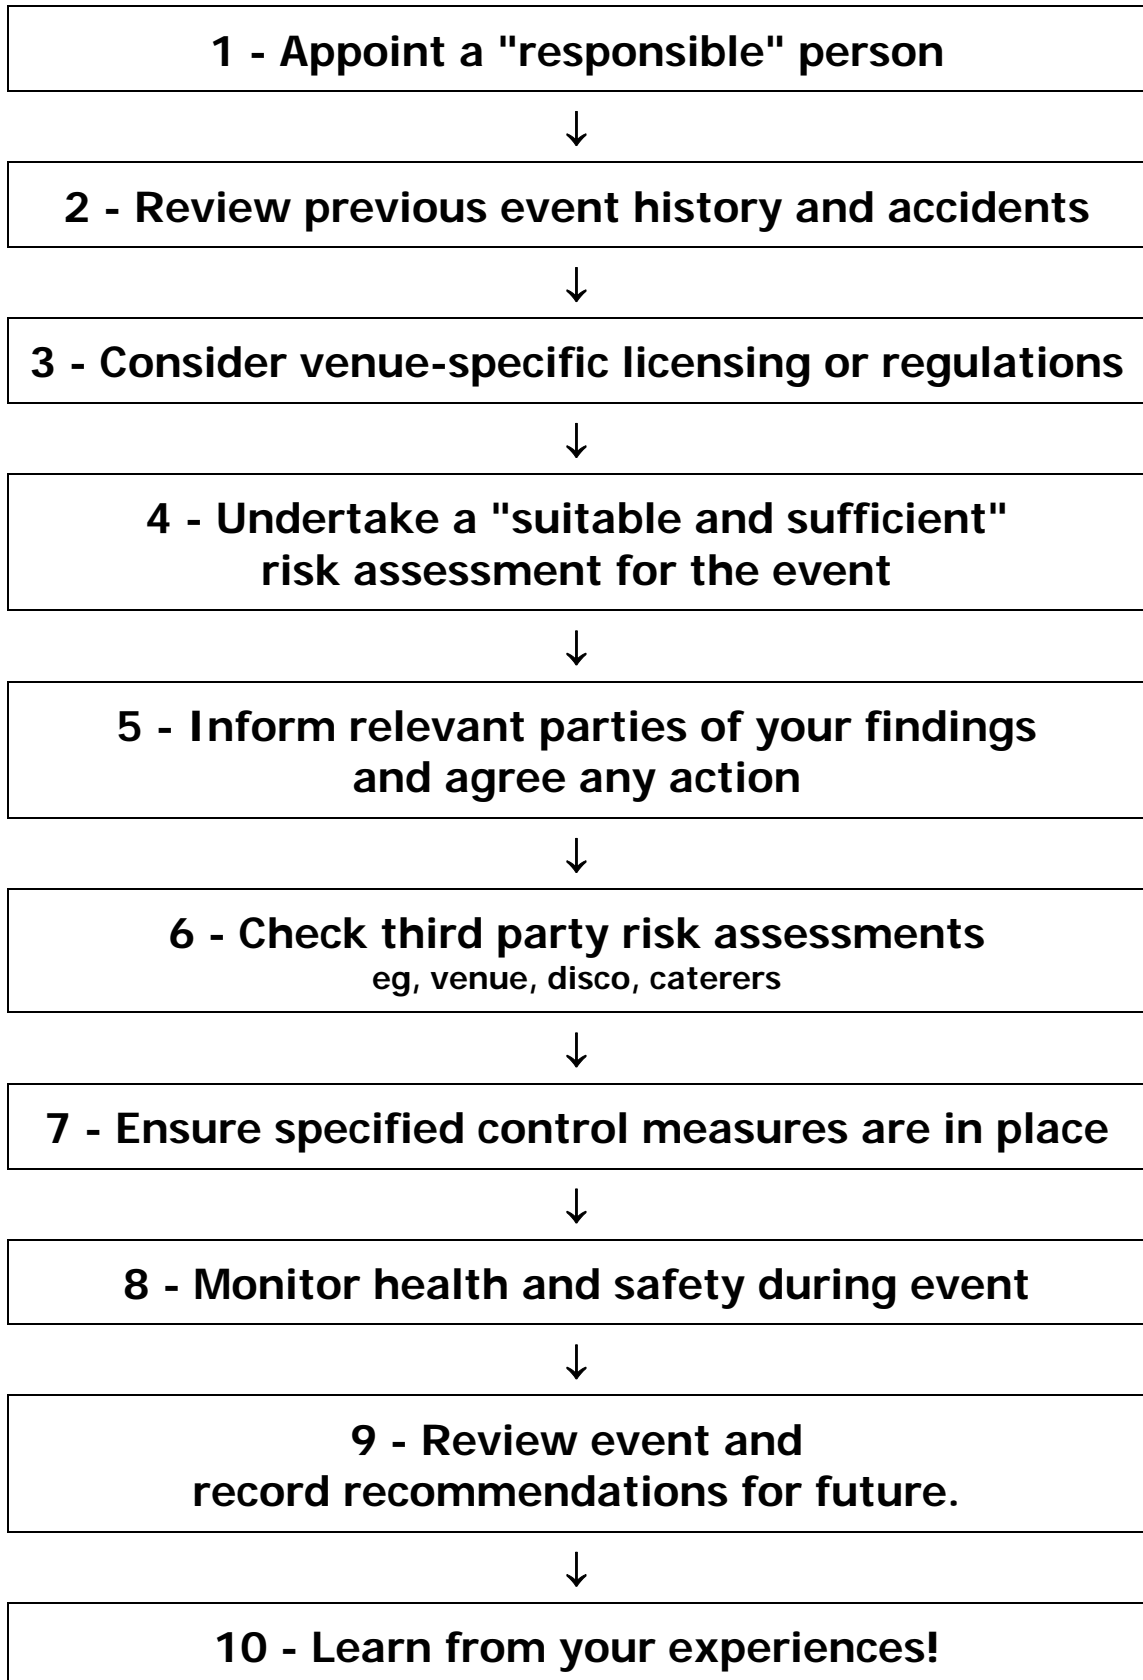 1 - Appoint a "responsible" person
↓
2 - Review previous event history and accidents
↓
3 - Consider venue-specific licensing or regulations
↓
4 - Undertake a "suitable and sufficient"
risk assessment for the event
↓
5 - Inform relevant parties of your findings
and agree any action
↓
6 - Check third party risk assessments
eg, venue, disco, caterers
↓
7 - Ensure specified control measures are in place
↓
8 - Monitor health and safety during event
↓
9 - Review event and
record recommendations for future.
↓
10 - Learn from your experiences!